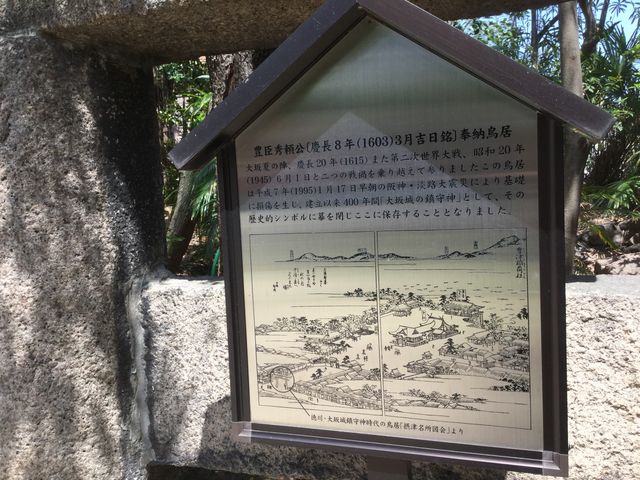 豊臣秀頼公〔慶長8年(1603)3月吉日銘〕奉納鳥居
大坂夏の陣、慶長20年(1615)また第二次世界大戦、昭和20年
(1945)6月1日と二つの戦禍を乗り越えて参りましたこの鳥居
は平成7年(1995)1月17日早朝の阪神・淡路大震災により基礎
に損傷を生じ、建立以来400年間「大坂城の鎮守神」として、その
歴史的シンボルに幕を閉じここに保存することとなりました。
徳川・大坂城鎮守神時代の鳥居「摂津名所図会」より